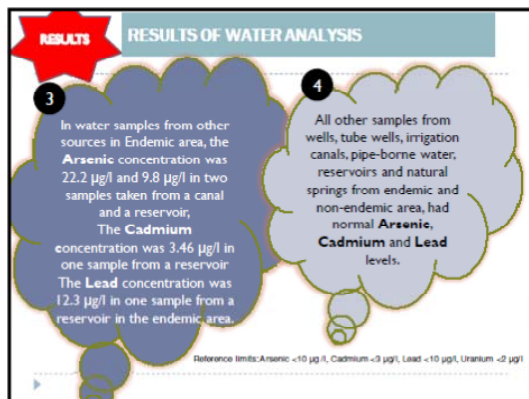 RESULTS
RESULTS OF WATER ANALYSIS
3
In water samples from other
sources in Endemic area, the
Arsenic concentration was
22.2 µg/l and 9.8 µg/l in two
samples taken from a canal
and a reservoir,
The Cadmium
concentration was 3.46 µg/l in
one sample from a reservoir
The Lead concentration was
12.3 µg/l in one sample from a
reservoir in the endemic area.
4
All other samples from
wells, tube wells, irrigation
canals, pipe-borne water,
reservoirs and natural
springs from endemic and
non-endemic area, had
normal Arsenic,
Cadmium and Lead
levels.
Reference limits: Arsenic <10 µg /l, Cadmium <3 µg/l, Lead <10 µg/l, Uranium <2 µg/l